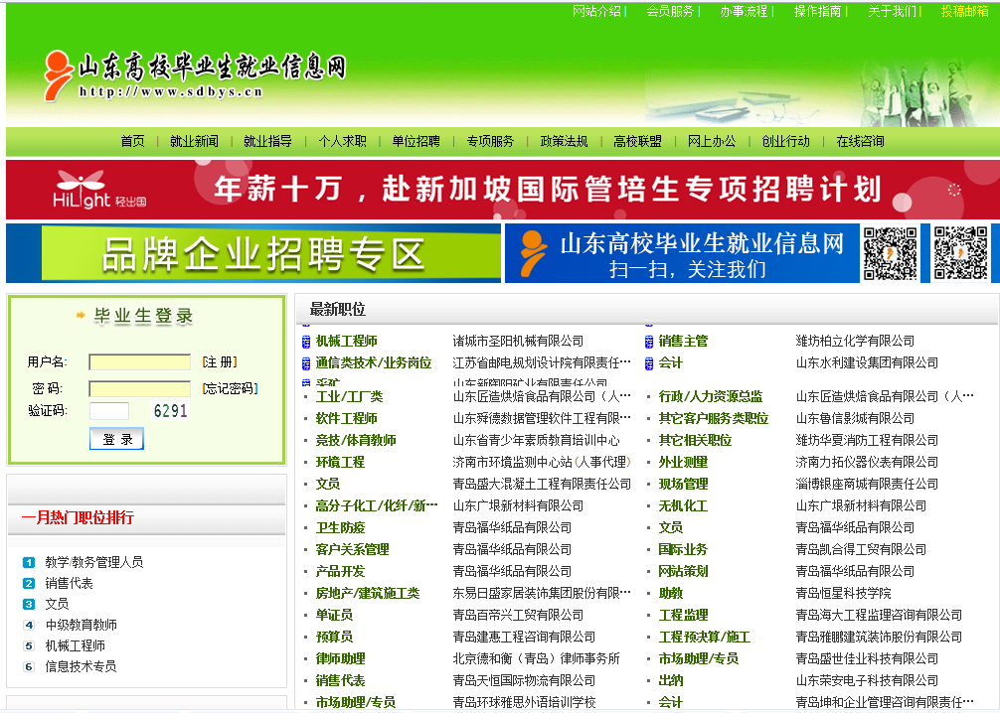 网站介绍| 会员服务| 办事流程| 操作指南| 关于我们| 投稿邮箱
山东高校毕业生就业信息网
http://www.sdbys.cn
首页 | 就业新闻 | 就业指导 | 个人求职 | 单位招聘 | 专项服务 | 政策法规 | 高校联盟 | 网上办公 | 创业行动 | 在线咨询
HiLight 轻出国 年薪十万，赴新加坡国际管培生专项招聘计划
品牌企业招聘专区
山东高校毕业生就业信息网
扫一扫，关注我们
毕业生登录
用户名: [注 册]
密 码: [忘记密码]
验证码: 6291
登 录
一月热门职位排行
1 教学/教务管理人员
2 销售代表
3 文员
4 中级教育教师
5 机械工程师
6 信息技术专员
最新职位
机械工程师 诸城市圣阳机械有限公司 销售主管 潍坊柏立化学有限公司
通信类技术/业务岗位 江苏省邮电规划设计院有限责任… 会计 山东水利建设集团有限公司
采矿 山东新陶阳矿业有限责任公司
工业/工厂类 山东匠造烘焙食品有限公司（人… 行政/人力资源总监 山东匠造烘焙食品有限公司（人…
软件工程师 山东舜德数据管理软件工程有限… 其它客户服务类职位 山东鲁信影城有限公司
竞技/体育教师 山东省青少年素质教育培训中心 其它相关职位 潍坊华夏消防工程有限公司
环境工程 济南市环境监测中心站(人事代理) 外业测量 济南力拓仪器仪表有限公司
文员 青岛盛大混凝土工程有限责任公司 现场管理 淄博银座商城有限责任公司
高分子化工/化纤/新… 山东广垠新材料有限公司 无机化工 山东广垠新材料有限公司
卫生防疫 青岛福华纸品有限公司 文员 青岛福华纸品有限公司
客户关系管理 青岛福华纸品有限公司 国际业务 青岛凯合得工贸有限公司
产品开发 青岛福华纸品有限公司 网站策划 青岛福华纸品有限公司
房地产/建筑施工类 东易日盛家居装饰集团股份有限… 助教 青岛恒星科技学院
单证员 青岛百帝兴工贸有限公司 工程监理 青岛海大工程监理咨询有限公司
预算员 青岛建惠工程咨询有限公司 工程预决算/施工 青岛雅鹏建筑装饰股份有限公司
律师助理 北京德和衡（青岛）律师事务所 市场助理/专员 青岛盛世佳业科技有限公司
销售代表 青岛天恒国际物流有限公司 出纳 山东荣安电子科技有限公司
市场助理/专员 青岛环球雅思外语培训学校 会计 青岛坤和企业管理咨询有限责任…